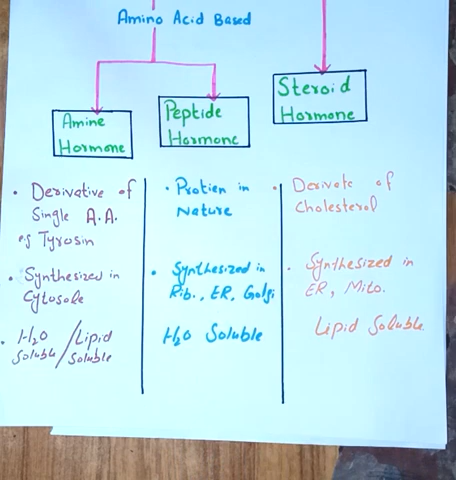 Amino Acid Based
Amine
Hormone
Peptide
Hormone
Steroid
Hormone
• Derivative of
Single A.A.
e.g Tyrosin
• Synthesized in
Cytosole
• H₂O Soluble / Lipid Soluble
• Protien in
Nature
• Synthesized in
Rib., ER, Golgi
H₂O Soluble
• Derivate of
Cholesterol
• Synthesized in
ER, Mito.
Lipid Soluble